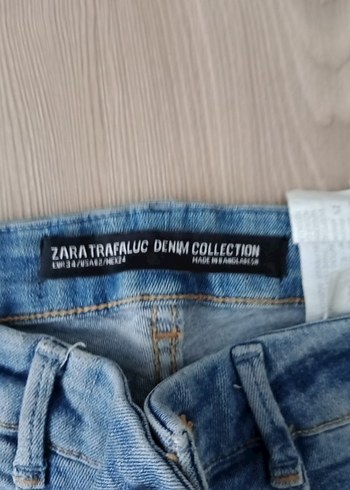 ZARA TRAFALUC DENIM COLLECTION
EUR 34/USA 02/MEX 24 MADE IN BANGLADESH